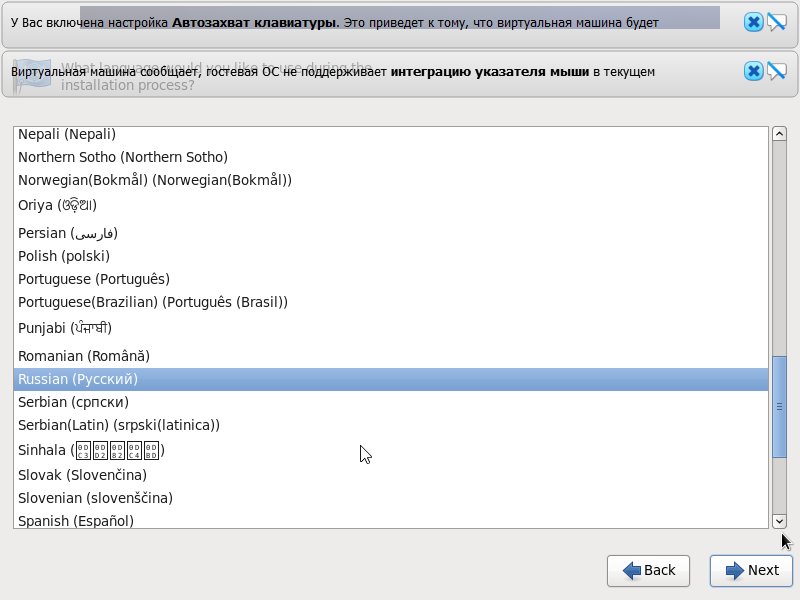 У Вас включена настройка Автозахват клавиатуры. Это приведет к тому, что виртуальная машина будет
Виртуальная машина сообщает, гостевая ОС не поддерживает интеграцию указателя мыши в текущем
What language would you like to use during the
installation process?
Nepali (Nepali)
Northern Sotho (Northern Sotho)
Norwegian(Bokmål) (Norwegian(Bokmål))
Oriya (ଓଡ଼ିଆ)
Persian (فارسی)
Polish (polski)
Portuguese (Português)
Portuguese(Brazilian) (Português (Brasil))
Punjabi (ਪੰਜਾਬੀ)
Romanian (Română)
Russian (Русский)
Serbian (српски)
Serbian(Latin) (srpski(latinica))
Sinhala ()
Slovak (Slovenčina)
Slovenian (slovenščina)
Spanish (Español)
Back
Next